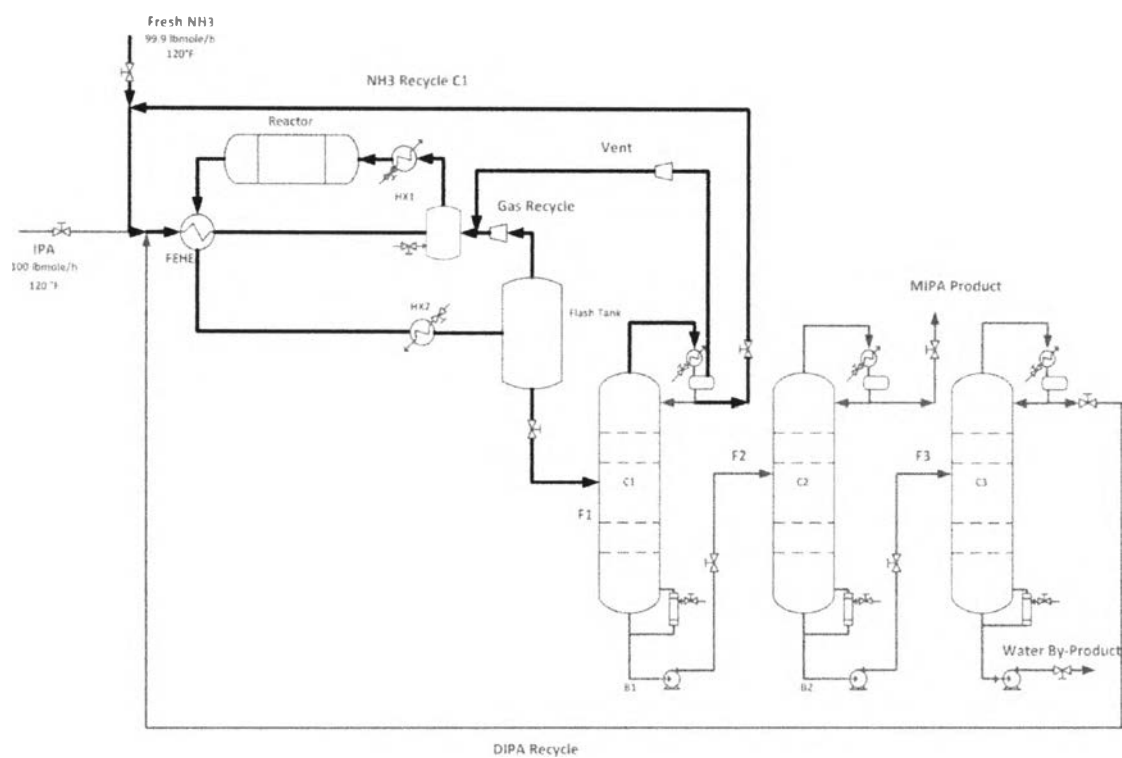 Fresh NH3
99.9 lbmole/h
120°F
NH3 Recycle C1
Reactor
Vent
HX1
Gas Recycle
IPA
100 lbmole/h
120 °F
FEHE
HX2
Flash Tank
MIPA Product
F2
F3
C1
C2
C3
F1
Water By-Product
B1
B2
DIPA Recycle